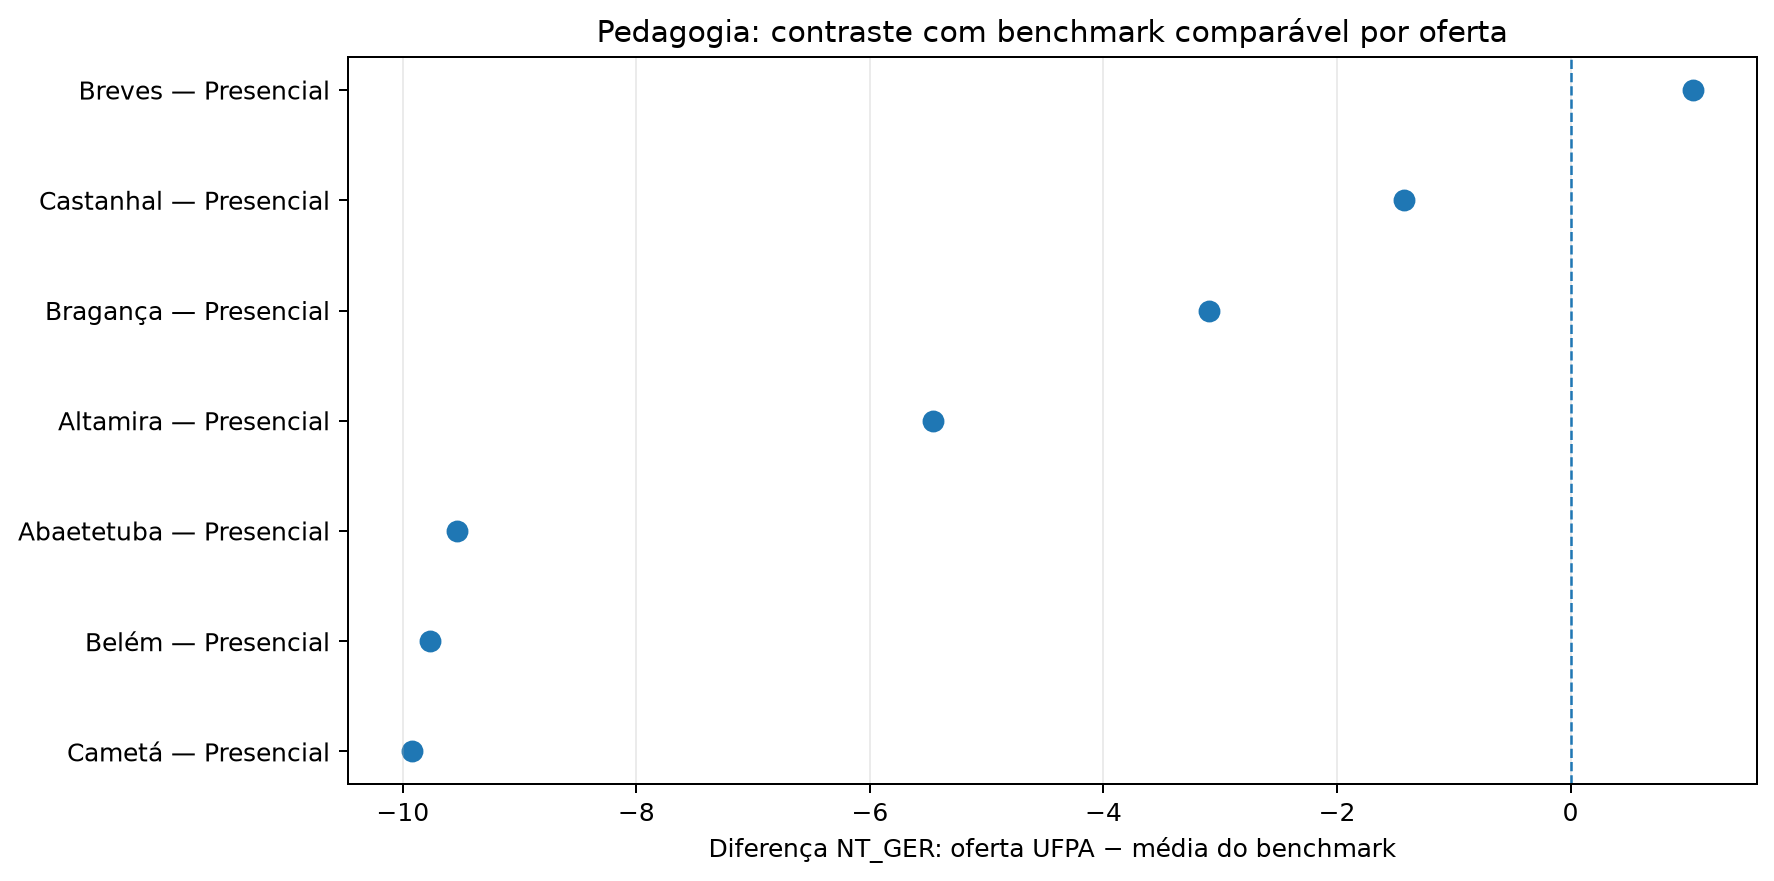 Pedagogia: contraste com benchmark comparável por oferta
Breves — Presencial
Castanhal — Presencial
Bragança — Presencial
Altamira — Presencial
Abaetetuba — Presencial
Belém — Presencial
Cametá — Presencial
−10 −8 −6 −4 −2 0
Diferença NT_GER: oferta UFPA − média do benchmark